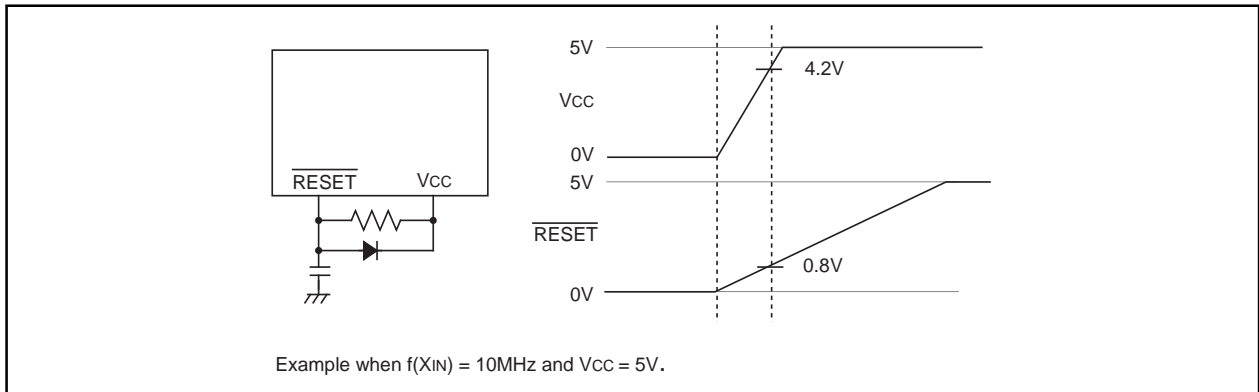 RESET VCC
5V
4.2V
VCC
0V
5V
RESET
0.8V
0V
Example when f(XIN) = 10MHz and VCC = 5V.